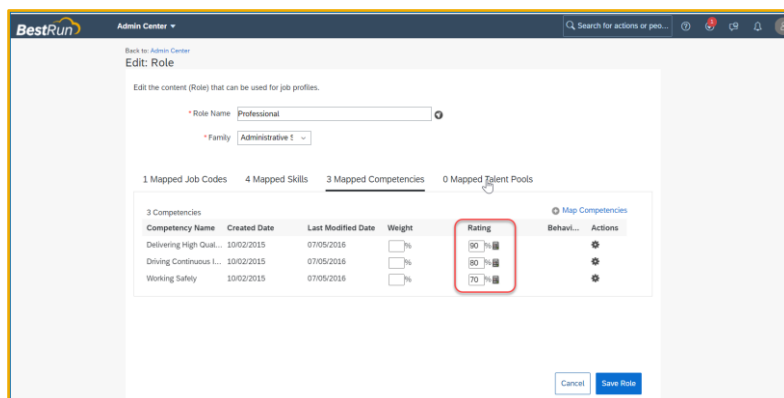 BestRun Admin Center Search for actions or peo... 1
Back to: Admin Center
Edit: Role
Edit the content (Role) that can be used for job profiles.
* Role Name Professional
* Family Administrative S
1 Mapped Job Codes 4 Mapped Skills 3 Mapped Competencies 0 Mapped Talent Pools
3 Competencies Map Competencies
Competency Name Created Date Last Modified Date Weight Rating Behavi... Actions
Delivering High Qual... 10/02/2015 07/05/2016 % 90 %
Driving Continuous I... 10/02/2015 07/05/2016 % 80 %
Working Safely 10/02/2015 07/05/2016 % 70 %
Cancel Save Role